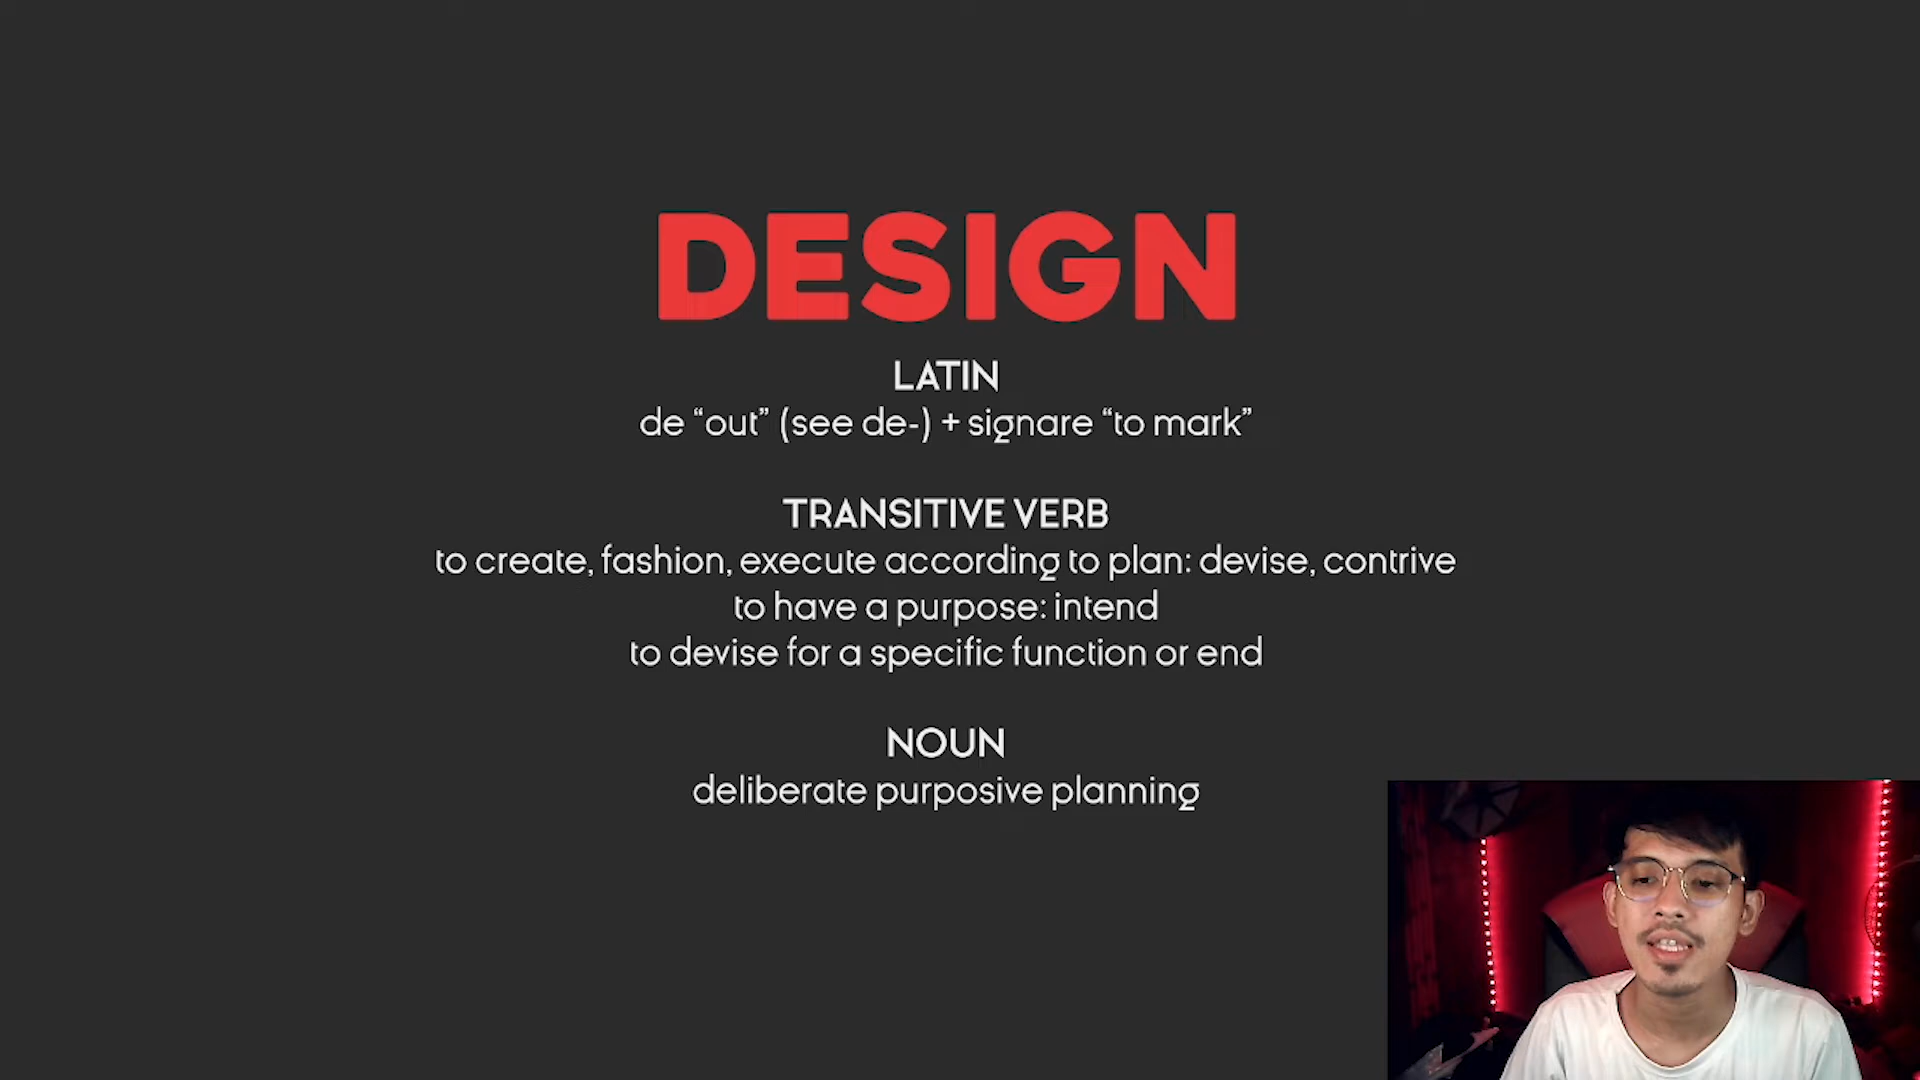 DESIGN
LATIN
de “out” (see de-) + signare “to mark”
TRANSITIVE VERB
to create, fashion, execute according to plan: devise, contrive
to have a purpose: intend
to devise for a specific function or end
NOUN
deliberate purposive planning